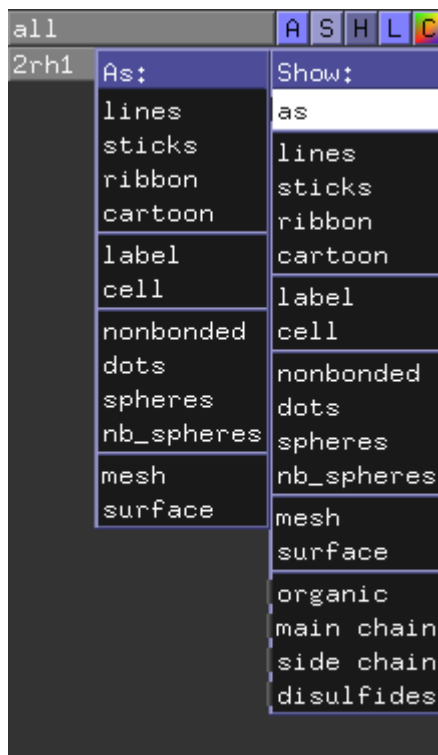 all A S H L C
2rh1
As:
lines
sticks
ribbon
cartoon
label
cell
nonbonded
dots
spheres
nb_spheres
mesh
surface
Show:
as
lines
sticks
ribbon
cartoon
label
cell
nonbonded
dots
spheres
nb_spheres
mesh
surface
organic
main chain
side chain
disulfides